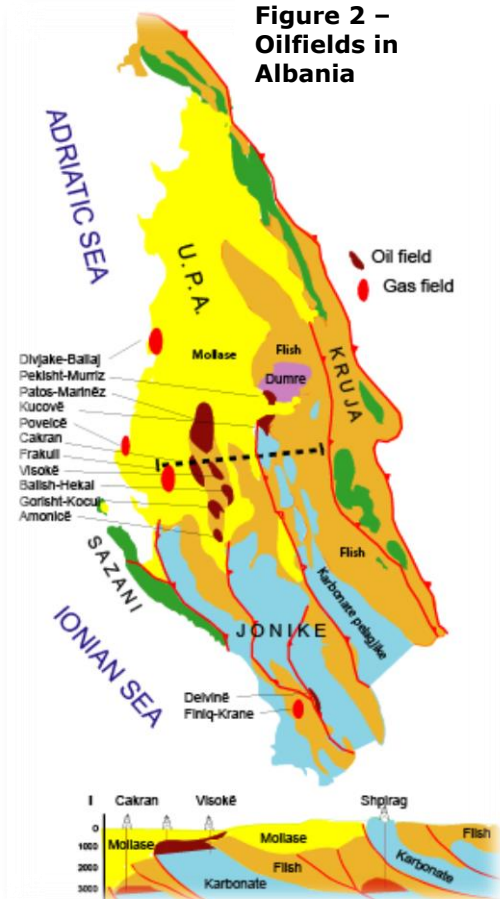 Figure 2 –
Oilfields in
Albania
ADRIATIC SEA
U.P.A.
Oil field
Gas field
Mollase
Flish
Dumre
KRUJA
Divjake-Ballaj
Pekisht-Murriz
Patos-Marinëz
Kucovë
Povelcë
Cakran
Frakull
Visokë
Ballsh-Hekal
Gorisht-Kocul
Amonicë
SAZANI
Flish
Karbonate pelagjike
JONIKE
IONIAN SEA
Delvinë
Finiq-Krane
I Cakran Visokë Shpirag
0
1000
2000
3000
Mollase
Mollase
Flish
Karbonate
Karbonate
Flish